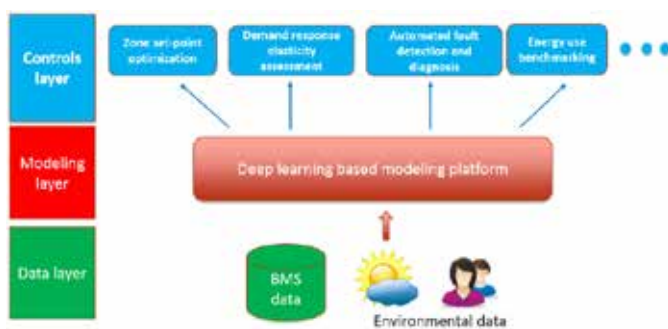 Controls
layer
Zone set-point
optimization
Demand response
elasticity
assessment
Automated fault
detection and
diagnosis
Energy use
benchmarking
Modeling
layer
Deep learning based modeling platform
Data layer
BMS
data
Environmental data